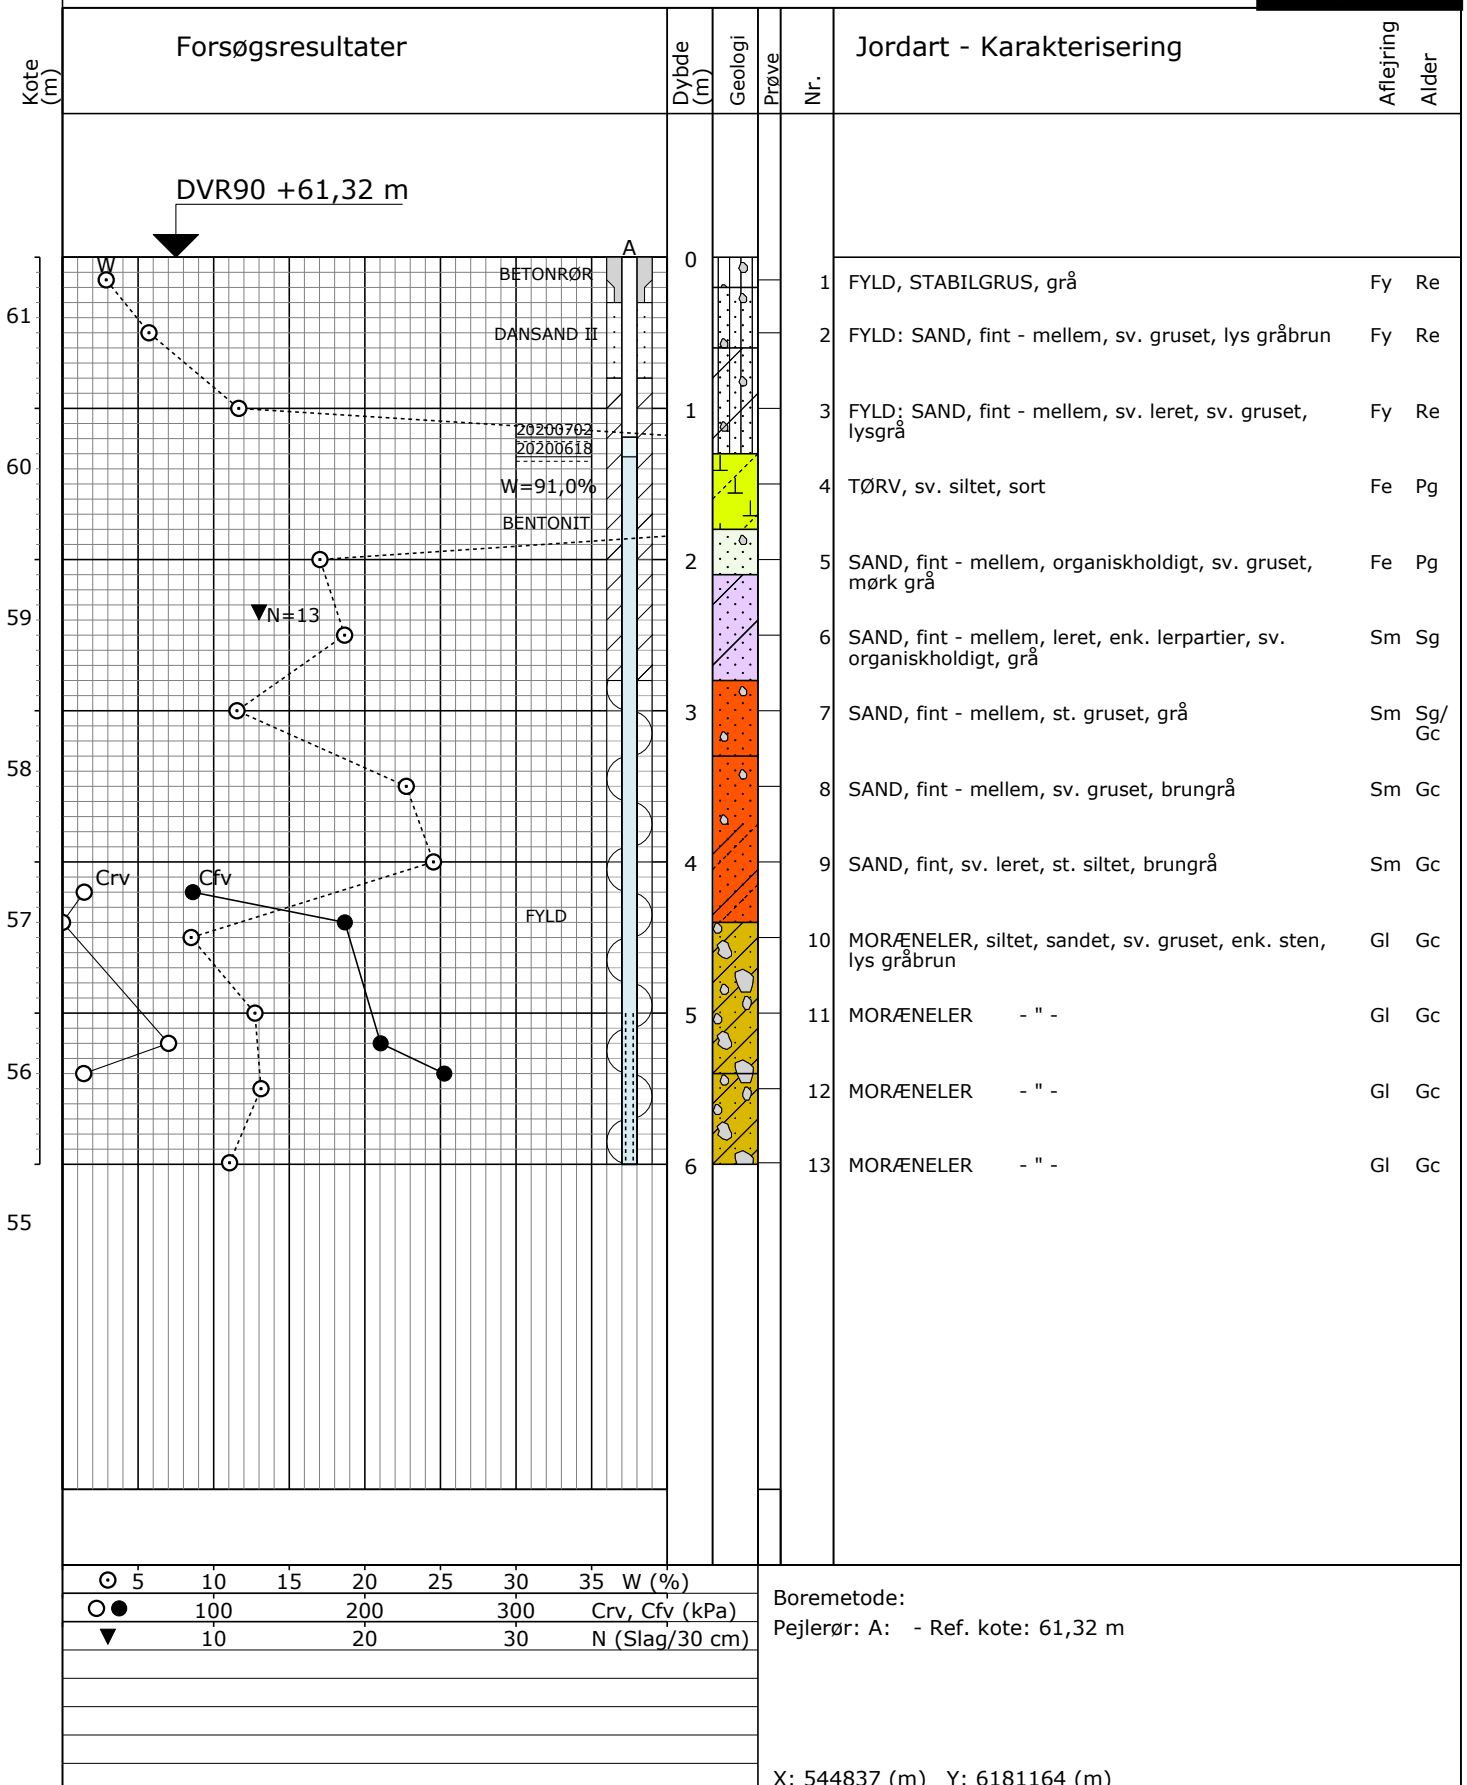 Kote (m)
Forsøgsresultater
Dybde (m)
Geologi
Prøve
Nr.
Jordart - Karakterisering
Aflejring
Alder
DVR90 +61,32 m
W
A
BETONRØR
0
1 FYLD, STABILGRUS, grå Fy Re
61
DANSAND II
2 FYLD: SAND, fint - mellem, sv. gruset, lys gråbrun Fy Re
1
3 FYLD: SAND, fint - mellem, sv. leret, sv. gruset, Fy Re
lysgrå
20200702
20200618
60
W=91,0%
4 TØRV, sv. siltet, sort Fe Pg
BENTONIT
2
5 SAND, fint - mellem, organiskholdigt, sv. gruset, Fe Pg
mørk grå
59
N=13
6 SAND, fint - mellem, leret, enk. lerpartier, sv. Sm Sg
organiskholdigt, grå
3
7 SAND, fint - mellem, st. gruset, grå Sm Sg/
Gc
58
8 SAND, fint - mellem, sv. gruset, brungrå Sm Gc
4
9 SAND, fint, sv. leret, st. siltet, brungrå Sm Gc
Crv
Cfv
57
FYLD
10 MORÆNELER, siltet, sandet, sv. gruset, enk. sten, Gl Gc
lys gråbrun
5
11 MORÆNELER - " - Gl Gc
56
12 MORÆNELER - " - Gl Gc
6
13 MORÆNELER - " - Gl Gc
55
5 10 15 20 25 30 35 W (%)
100 200 300 Crv, Cfv (kPa)
10 20 30 N (Slag/30 cm)
Boremetode:
Pejlerør: A: - Ref. kote: 61,32 m
X: 544837 (m) Y: 6181164 (m)